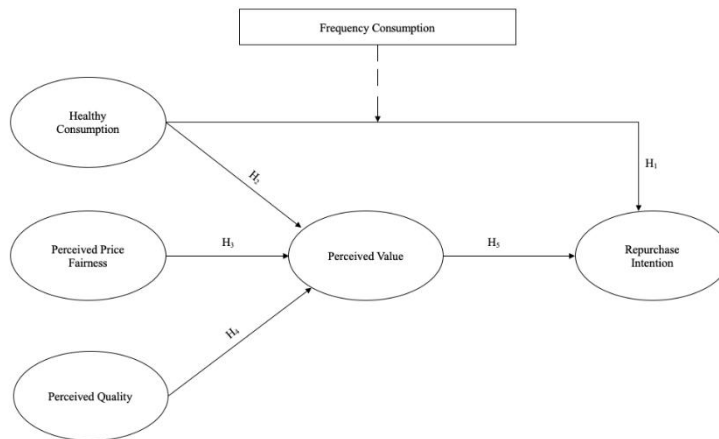 Frequency Consumption
Healthy
Consumption
H₁
H₂
Perceived Price
Fairness
H₃
Perceived Value
H₅
Repurchase
Intention
H₄
Perceived Quality